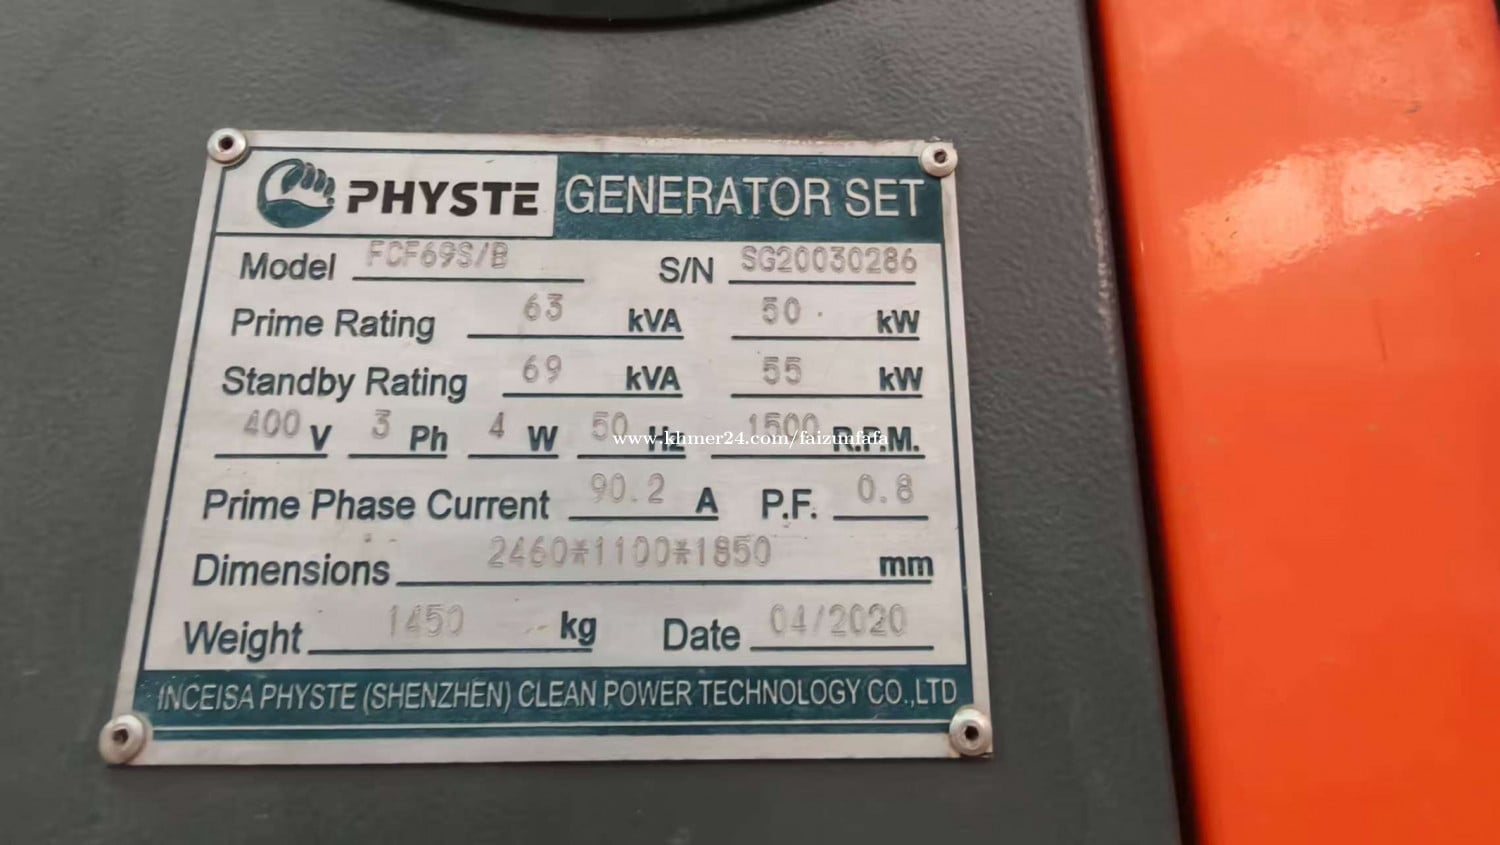 PHYSTE GENERATOR SET
Model FCF69S/B S/N SG20030286
Prime Rating 63 kVA 50 kW
Standby Rating 69 kVA 55 kW
400 V 3 Ph 4 W 50 Hz 1500 R.P.M.
www.khmer24.com/faizunfafa
Prime Phase Current 90.2 A P.F. 0.8
Dimensions 2460*1100*1850 mm
Weight 1450 kg Date 04/2020
INCEISA PHYSTE (SHENZHEN) CLEAN POWER TECHNOLOGY CO.,LTD